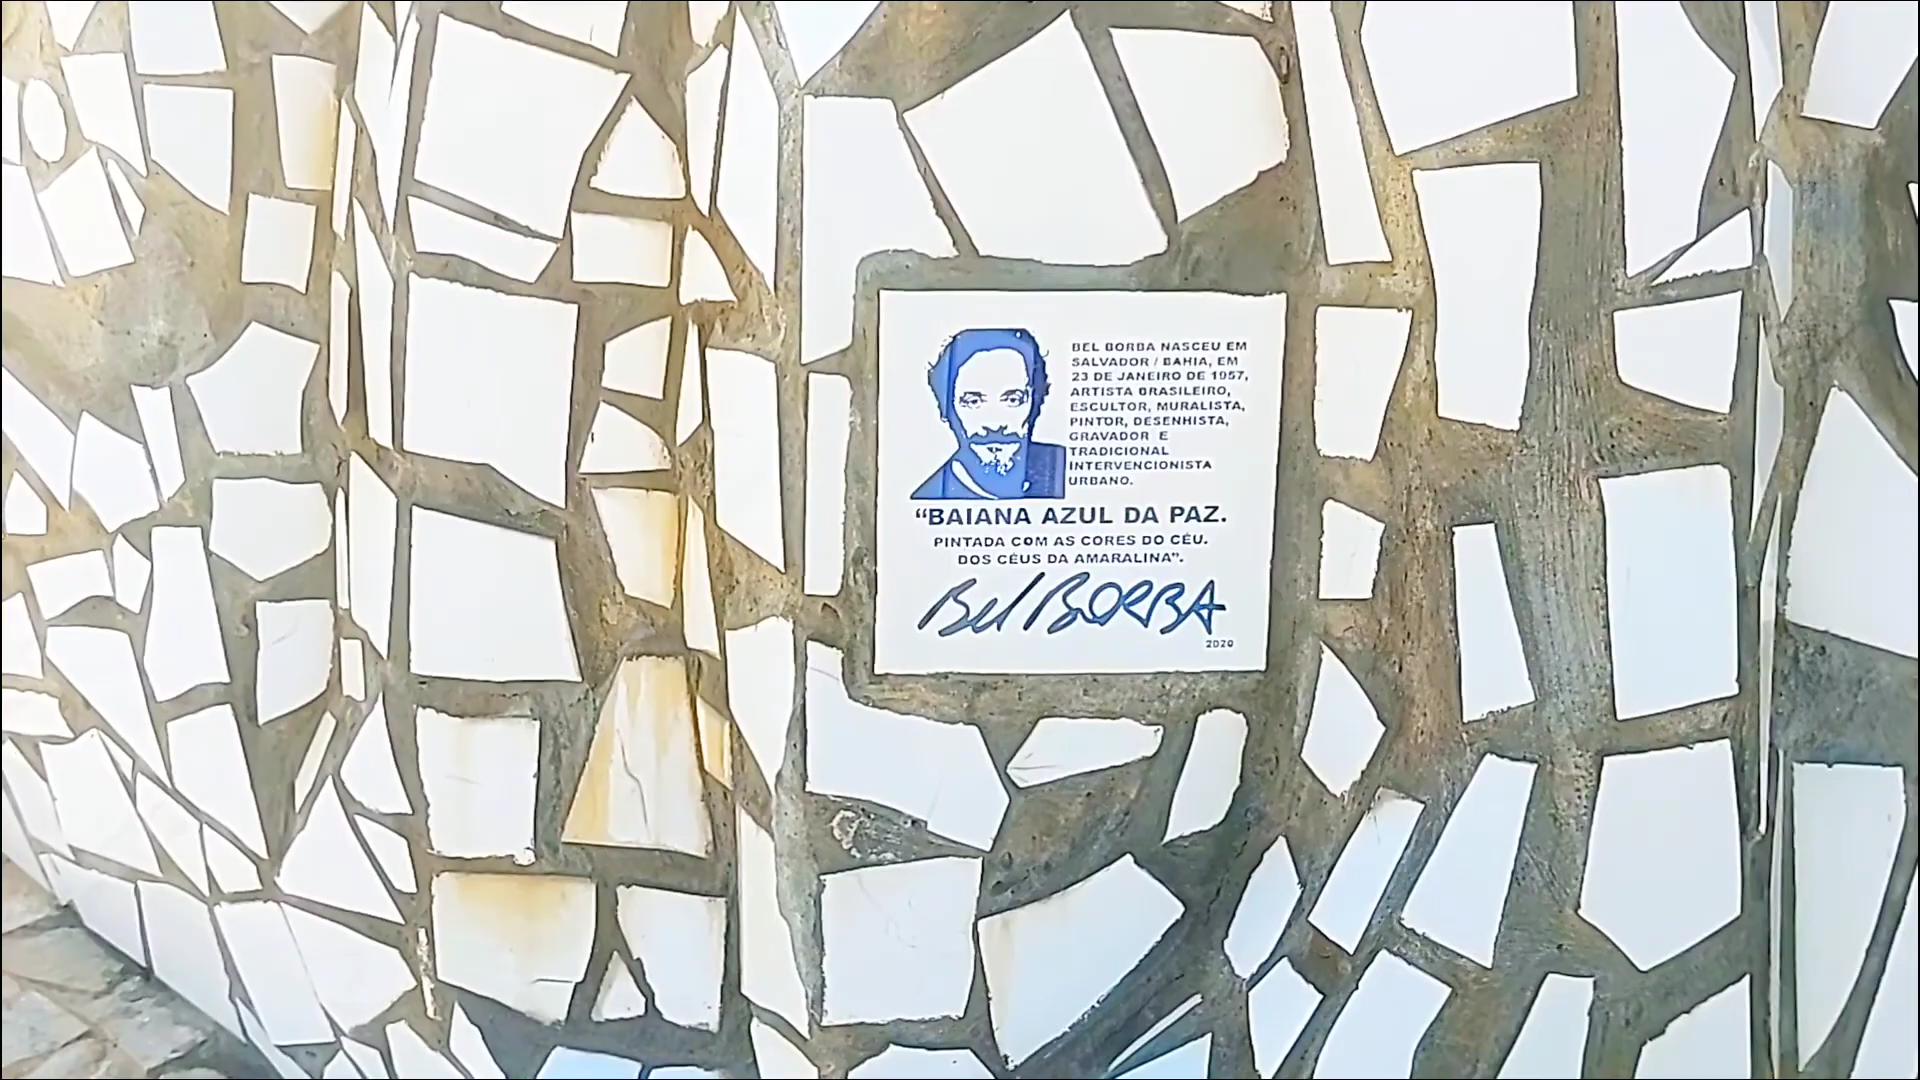 BEL BORBA NASCEU EM
SALVADOR / BAHIA, EM
23 DE JANEIRO DE 1957,
ARTISTA BRASILEIRO,
ESCULTOR, MURALISTA,
PINTOR, DESENHISTA,
GRAVADOR E
TRADICIONAL
INTERVENCIONISTA
URBANO.
“BAIANA AZUL DA PAZ.
PINTADA COM AS CORES DO CÉU.
DOS CÉUS DA AMARALINA”.
Bel BORBA
2020